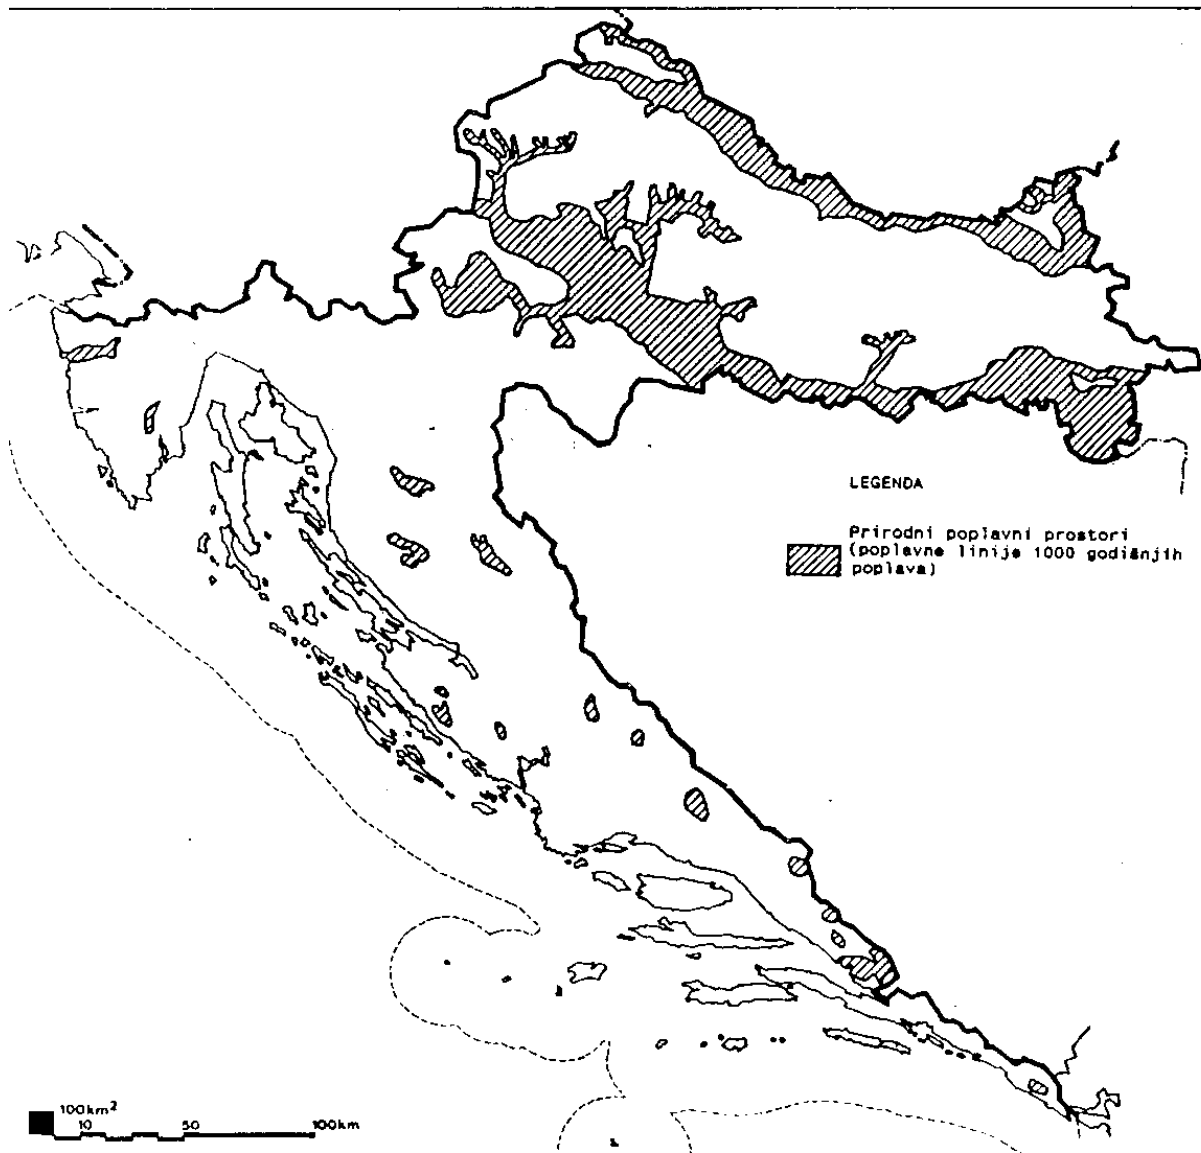 LEGENDA
Prirodni poplavni prostori
(poplavne linije 1000 godišnjih
poplava)
100km²
10 50 100km